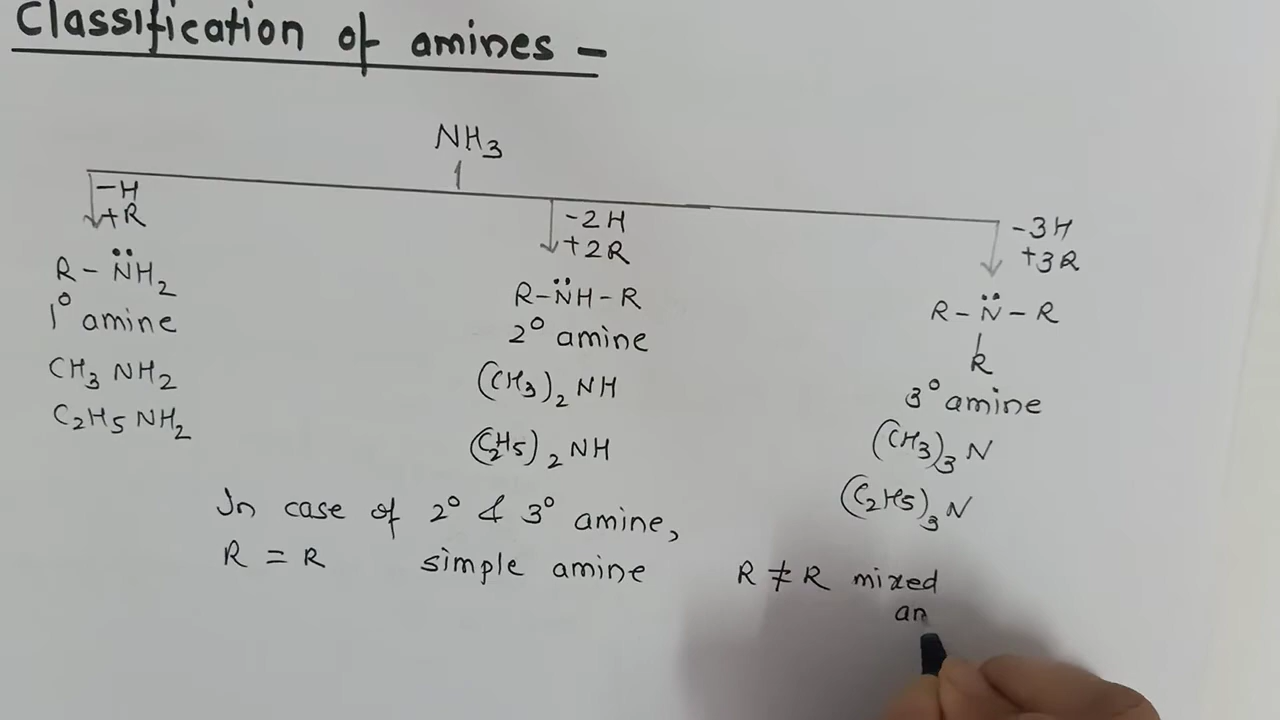 Classification of amines -
NH₃
-H
+R
R-N̈H₂
1° amine
CH₃ NH₂
C₂H₅ NH₂
-2H
+2R
R-N̈H-R
2° amine
(CH₃)₂ NH
(C₂H₅)₂ NH
-3H
+3R
R-N̈-R
R
3° amine
(CH₃)₃ N
(C₂H₅)₃ N
In case of 2° & 3° amine,
R = R simple amine
R ≠ R mixed
an